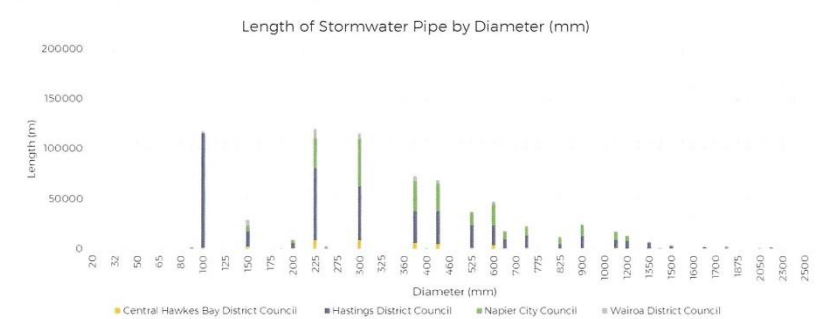 Length of Stormwater Pipe by Diameter (mm)
200000
150000
100000
50000
0
Length (m)
20 32 50 65 80 100 125 150 175 200 225 275 300 325 360 400 460 525 600 700 775 825 900 1000 1200 1350 1500 1600 1700 1875 2050 2300 2500
Diameter (mm)
Central Hawkes Bay District Council Hastings District Council Napier City Council Wairoa District Council